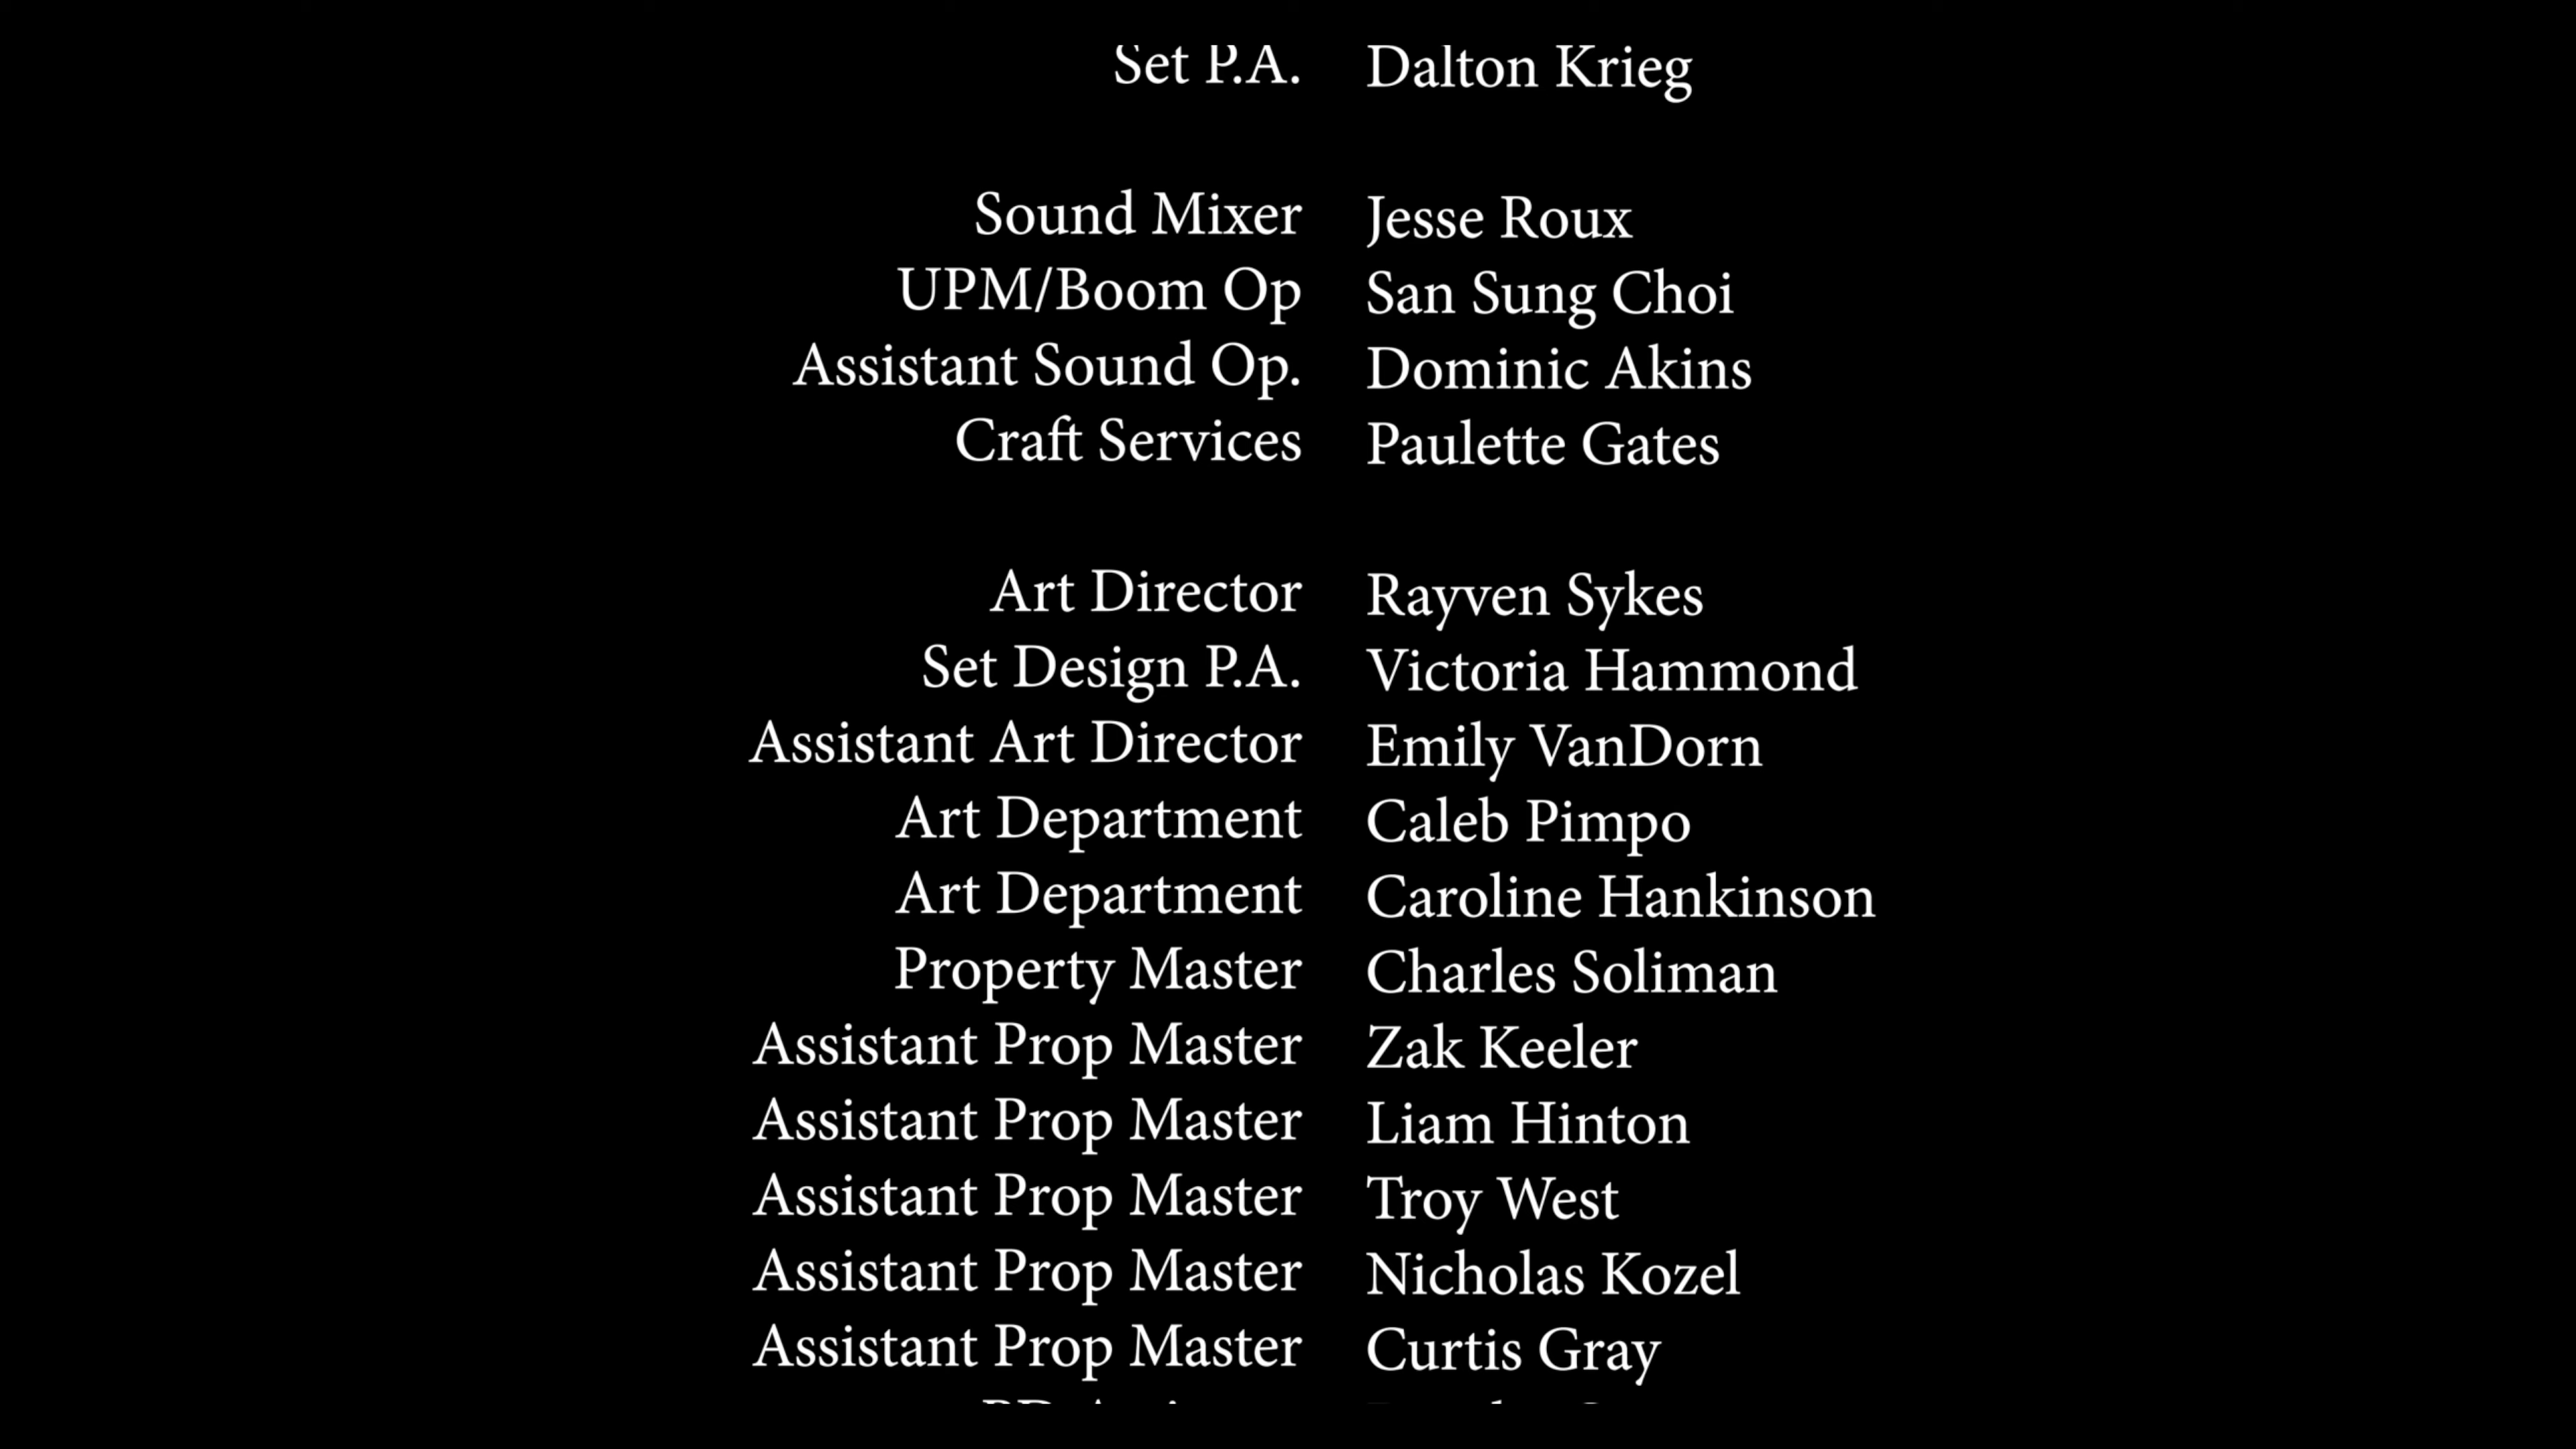 Set P.A. Dalton Krieg
Sound Mixer Jesse Roux
UPM/Boom Op San Sung Choi
Assistant Sound Op. Dominic Akins
Craft Services Paulette Gates
Art Director Rayven Sykes
Set Design P.A. Victoria Hammond
Assistant Art Director Emily VanDorn
Art Department Caleb Pimpo
Art Department Caroline Hankinson
Property Master Charles Soliman
Assistant Prop Master Zak Keeler
Assistant Prop Master Liam Hinton
Assistant Prop Master Troy West
Assistant Prop Master Nicholas Kozel
Assistant Prop Master Curtis Gray